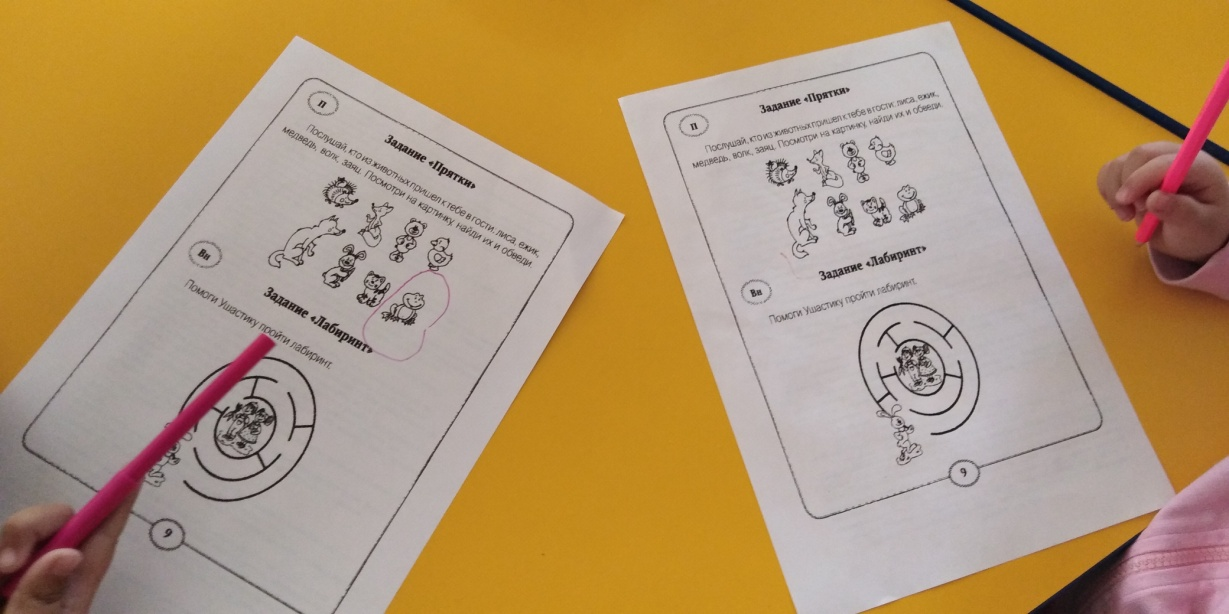 П
Задание «Прятки»
Послушай, кто из животных пришел к тебе в гости: лиса, ежик,
медведь, волк, заяц. Посмотри на картинку, найди их и обведи.
Вн
Задание «Лабиринт»
Помоги Ушастику пройти лабиринт.
9
П
Задание «Прятки»
Послушай, кто из животных пришел к тебе в гости: лиса, ежик,
медведь, волк, заяц. Посмотри на картинку, найди их и обведи.
Вн
Задание «Лабиринт»
Помоги Ушастику пройти лабиринт.
9